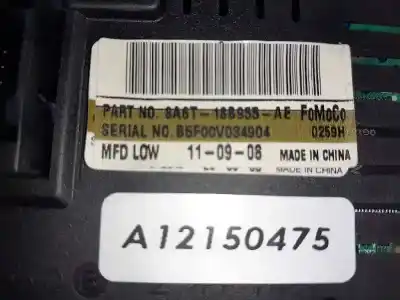 PART NO. 8A6T-18B955-AE FoMoCo
SERIAL NO. B5F00V034904 0259H
MFD LOW 11-09-08 MADE IN CHINA
MADE IN CHINA
A12150475